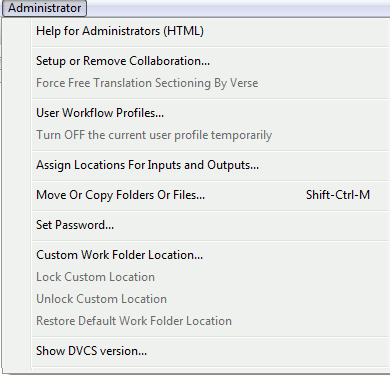 Administrator
Help for Administrators (HTML)
Setup or Remove Collaboration...
Force Free Translation Sectioning By Verse
User Workflow Profiles...
Turn OFF the current user profile temporarily
Assign Locations For Inputs and Outputs...
Move Or Copy Folders Or Files... Shift-Ctrl-M
Set Password...
Custom Work Folder Location...
Lock Custom Location
Unlock Custom Location
Restore Default Work Folder Location
Show DVCS version...